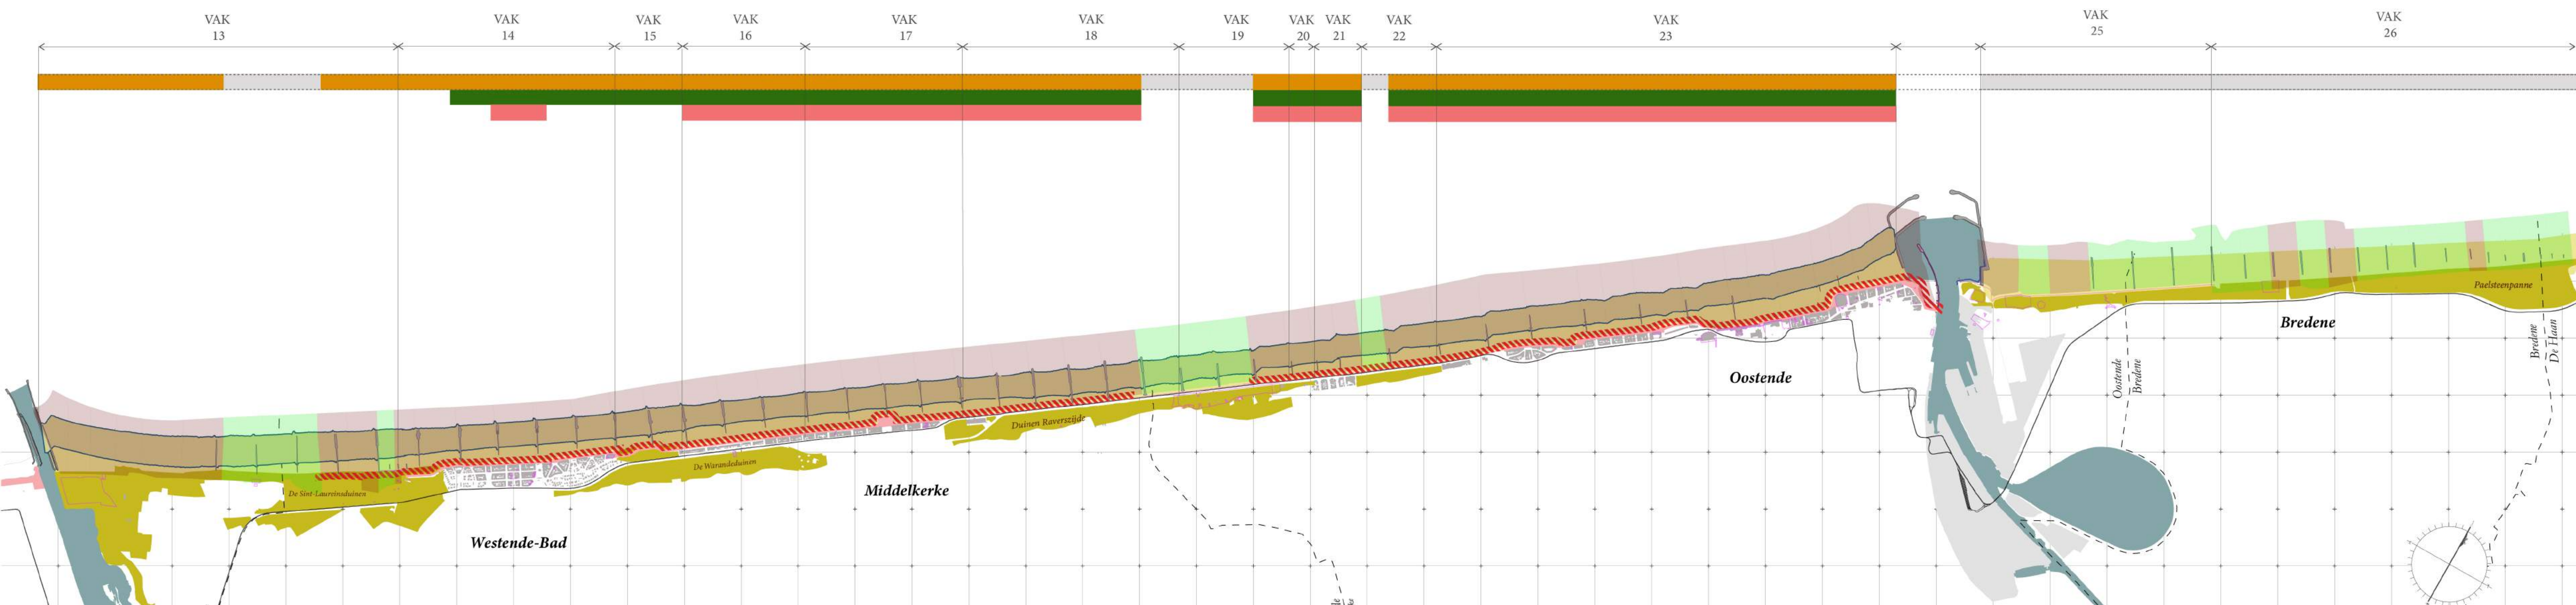 VAK
13
VAK
14
VAK
15
VAK
16
VAK
17
VAK
18
VAK
19
VAK
20
VAK
21
VAK
22
VAK
23
VAK
25
VAK
26
De Sint-Laureinsduinen
Westende-Bad
De Warandeduinen
Middelkerke
Duinen Raverszijde
Oostende
Oostende
Bredene
Bredene
Paelsteenpanne
Bredene
De Haan